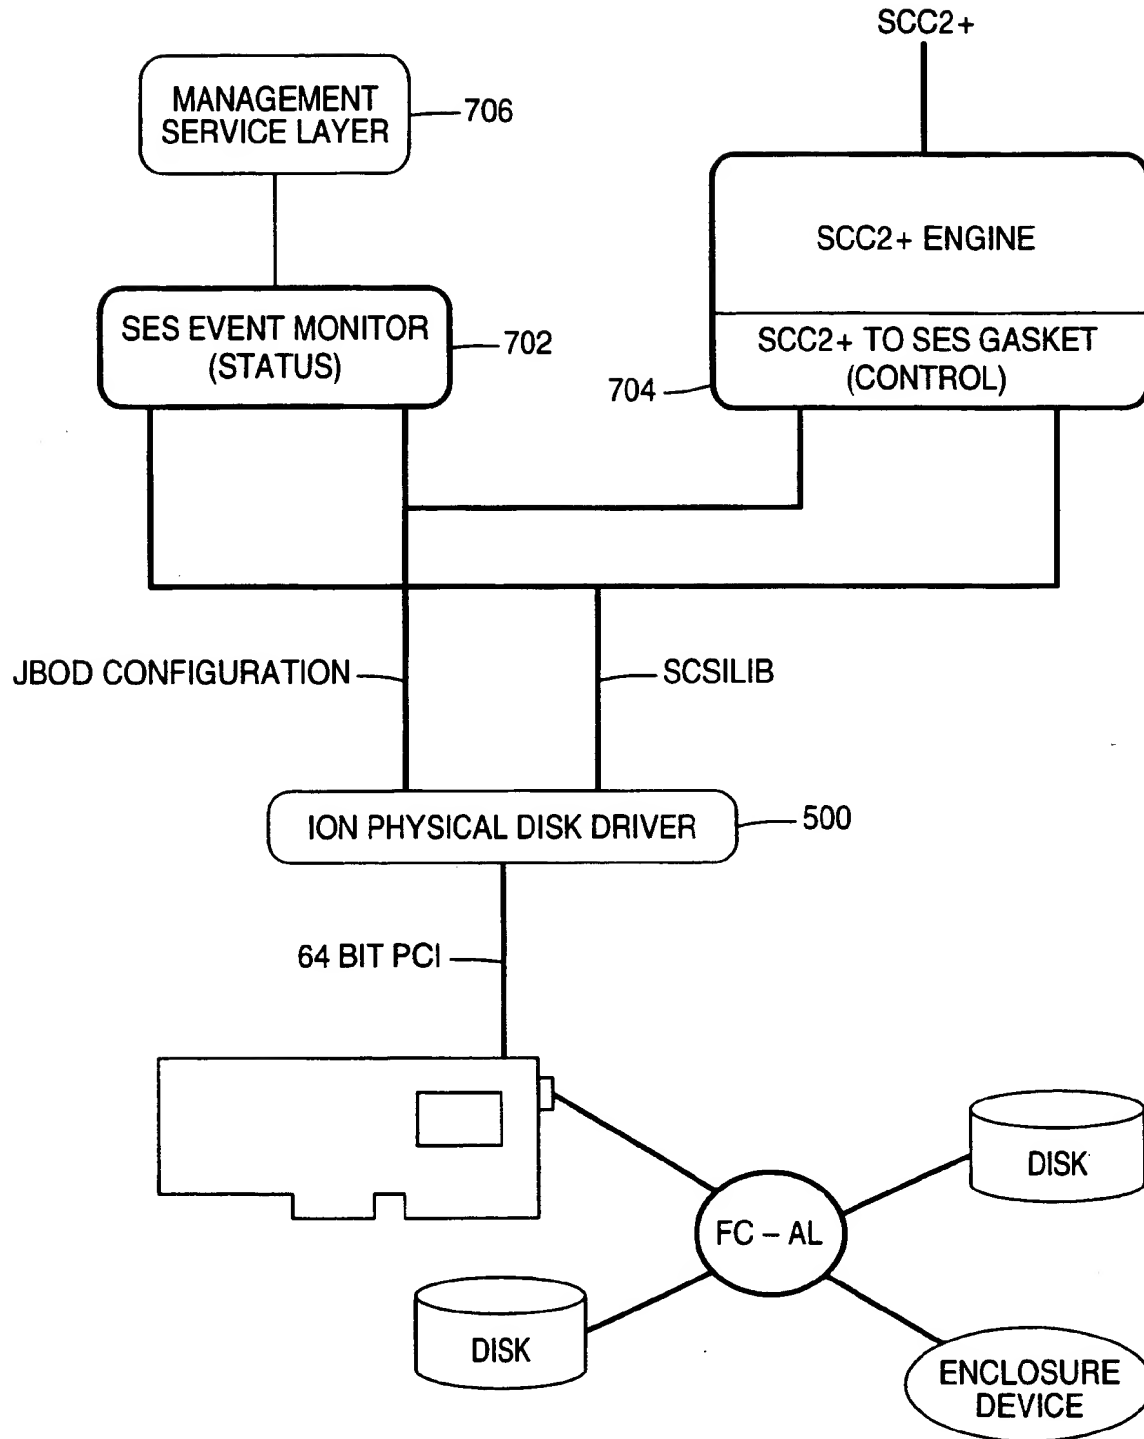 SCC2+
MANAGEMENT
SERVICE LAYER
706
SCC2+ ENGINE
SES EVENT MONITOR
(STATUS)
702
SCC2+ TO SES GASKET
(CONTROL)
704
JBOD CONFIGURATION
SCSILIB
ION PHYSICAL DISK DRIVER
500
64 BIT PCI
DISK
FC – AL
DISK
ENCLOSURE
DEVICE